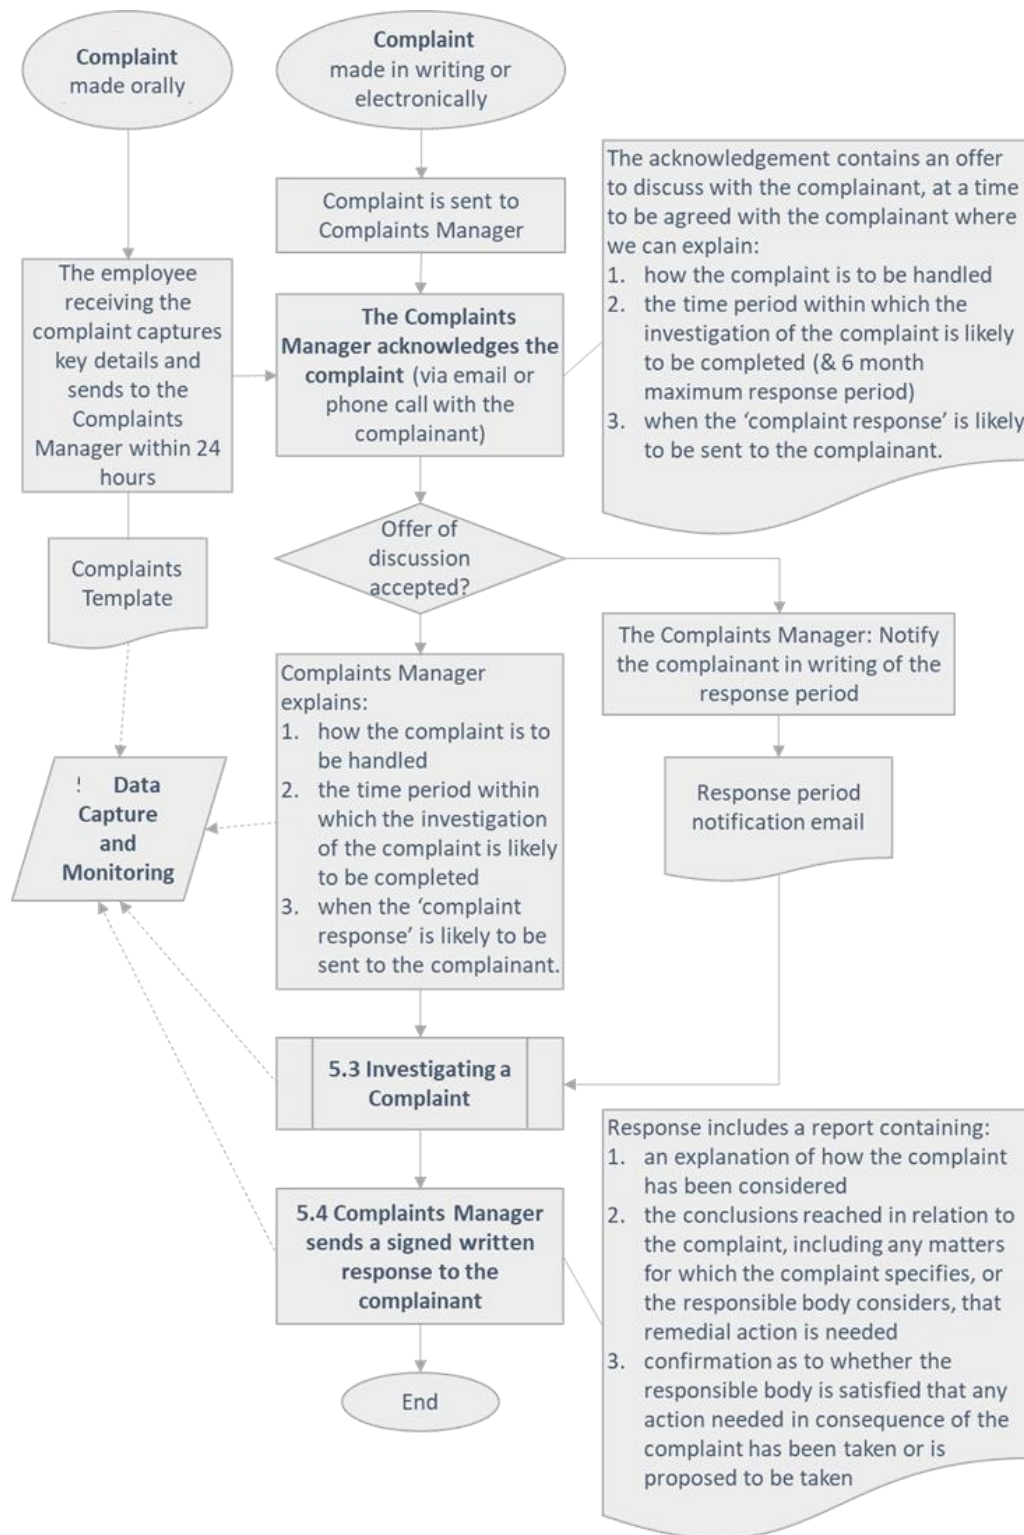 Complaint
made orally
Complaint
made in writing or
electronically
Complaint is sent to
Complaints Manager
The acknowledgement contains an offer
to discuss with the complainant, at a time
to be agreed with the complainant where
we can explain:
1. how the complaint is to be handled
2. the time period within which the
investigation of the complaint is likely
to be completed (& 6 month
maximum response period)
3. when the ‘complaint response’ is likely
to be sent to the complainant.
The employee
receiving the
complaint captures
key details and
sends to the
Complaints
Manager within 24
hours
The Complaints
Manager acknowledges the
complaint (via email or
phone call with the
complainant)
Offer of
discussion
accepted?
Complaints
Template
The Complaints Manager: Notify
the complainant in writing of the
response period
Complaints Manager
explains:
1. how the complaint is to
be handled
2. the time period within
which the investigation
of the complaint is likely
to be completed
3. when the ‘complaint
response’ is likely to be
sent to the complainant.
! Data
Capture
and
Monitoring
Response period
notification email
5.3 Investigating a
Complaint
5.4 Complaints Manager
sends a signed written
response to the
complainant
Response includes a report containing:
1. an explanation of how the complaint
has been considered
2. the conclusions reached in relation to
the complaint, including any matters
for which the complaint specifies, or
the responsible body considers, that
remedial action is needed
3. confirmation as to whether the
responsible body is satisfied that any
action needed in consequence of the
complaint has been taken or is
proposed to be taken
End